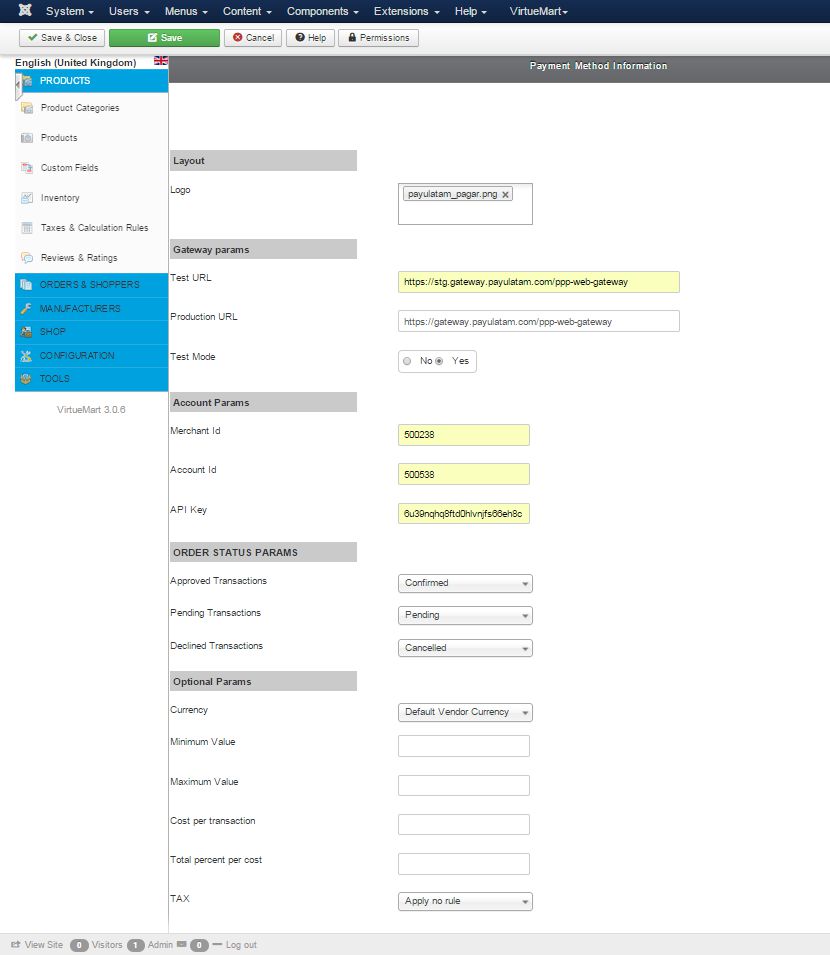 System Users Menus Content Components Extensions Help VirtueMart
Save & Close Save Cancel Help Permissions
English (United Kingdom)
Payment Method Information
PRODUCTS
Product Categories
Products
Custom Fields
Inventory
Taxes & Calculation Rules
Reviews & Ratings
ORDERS & SHOPPERS
MANUFACTURERS
SHOP
CONFIGURATION
TOOLS
VirtueMart 3.0.6
Layout
Logo payulatam_pagar.png
Gateway params
Test URL https://stg.gateway.payulatam.com/ppp-web-gateway
Production URL https://gateway.payulatam.com/ppp-web-gateway
Test Mode No Yes
Account Params
Merchant Id 500238
Account Id 500538
API Key 6u39nqhq8ftd0hlvnjfs66eh8c
ORDER STATUS PARAMS
Approved Transactions Confirmed
Pending Transactions Pending
Declined Transactions Cancelled
Optional Params
Currency Default Vendor Currency
Minimum Value
Maximum Value
Cost per transaction
Total percent per cost
TAX Apply no rule
View Site 0 Visitors 1 Admin 0 Log out